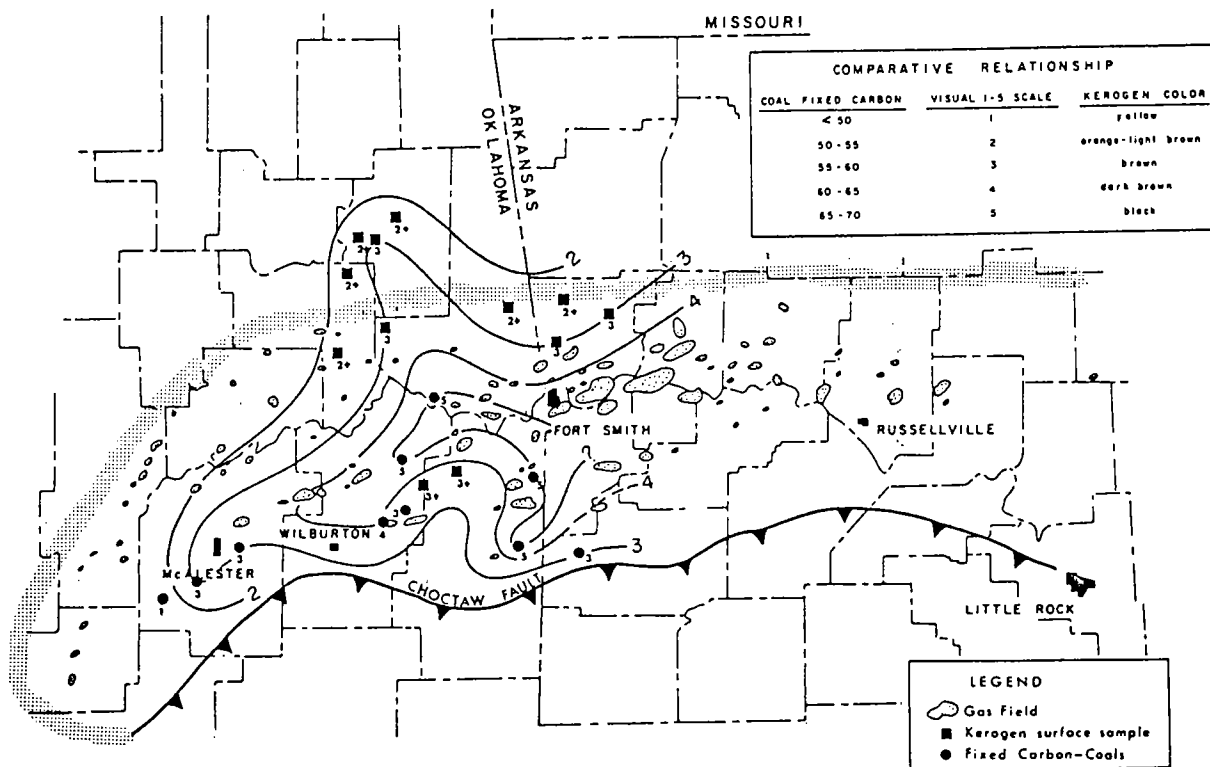 MISSOURI
COMPARATIVE RELATIONSHIP
COAL FIXED CARBON VISUAL 1-5 SCALE KEROGEN COLOR
< 50 1 yellow
50 - 55 2 orange-light brown
55 - 60 3 brown
60 - 65 4 dark brown
65 - 70 5 black
ARKANSAS
OKLAHOMA
2+
2+ 3
2
3
2+
4
2+
2+
3
3
3
2+
5
FORT SMITH
RUSSELLVILLE
5
3+
3+
5
4
3
4
WILBURTON
5
3
3
3
McALESTER
3
2
1
CHOCTAW FAULT
LITTLE ROCK
LEGEND
Gas Field
Kerogen surface sample
Fixed Carbon-Coals